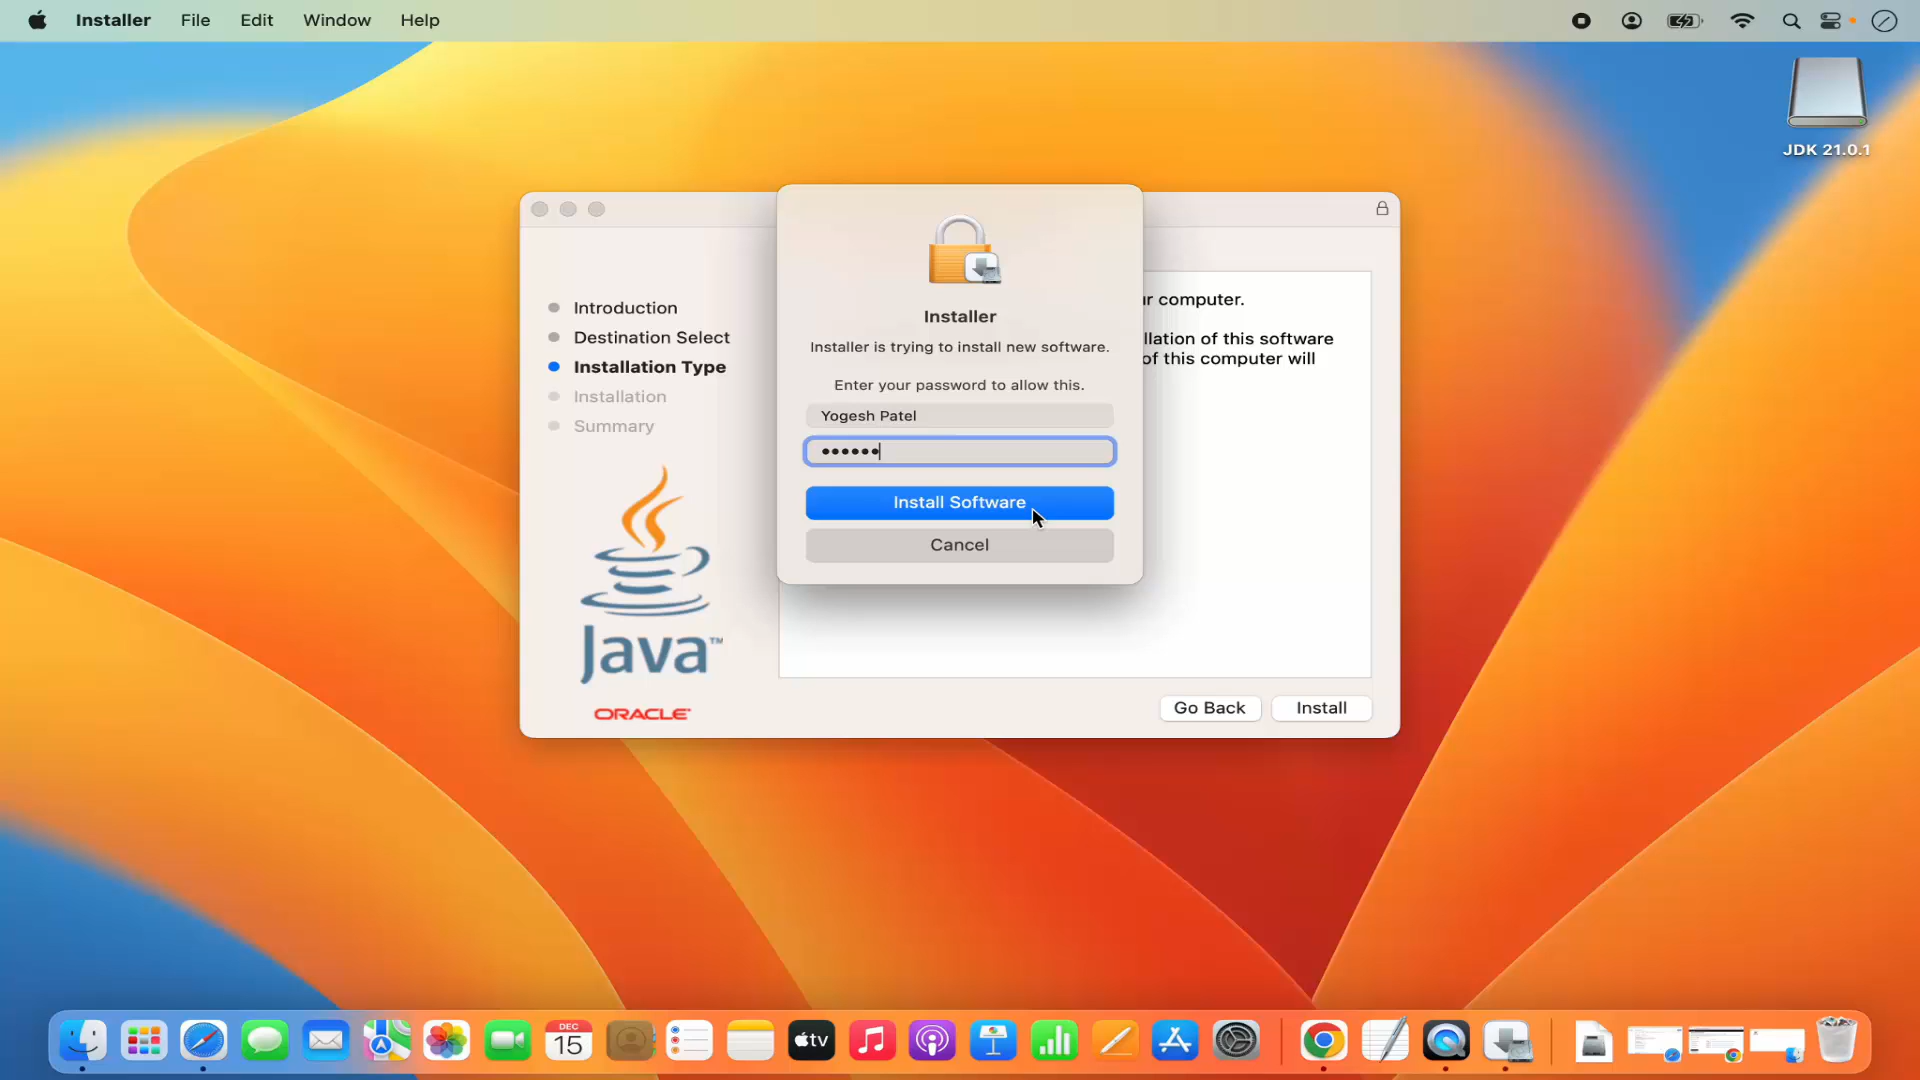 Installer File Edit Window Help
JDK 21.0.1
Introduction
Destination Select
Installation Type
Installation
Summary
Java™
ORACLE
r computer.
llation of this software
of this computer will
Installer
Installer is trying to install new software.
Enter your password to allow this.
Yogesh Patel
Install Software
Cancel
Go Back Install
DEC
15
tv